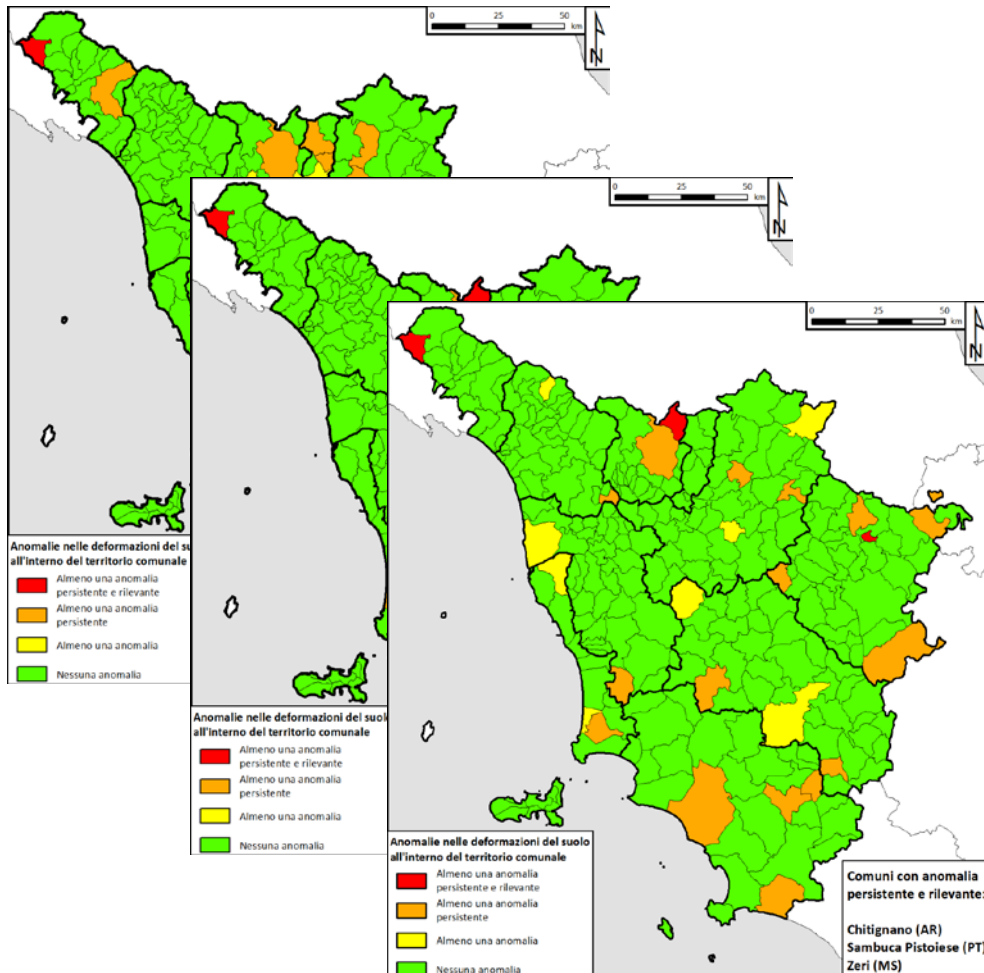 0 25 50
km
N
Anomalie nelle deformazioni del su
all'interno del territorio comunale
Almeno una anomalia
persistente e rilevante
Almeno una anomalia
persistente
Almeno una anomalia
Nessuna anomalia
0 25 50
km
N
Anomalie nelle deformazioni del suolo
all'interno del territorio comunale
Almeno una anomalia
persistente e rilevante
Almeno una anomalia
persistente
Almeno una anomalia
Nessuna anomalia
0 25 50
km
N
Anomalie nelle deformazioni del suolo
all'interno del territorio comunale
Almeno una anomalia
persistente e rilevante
Almeno una anomalia
persistente
Almeno una anomalia
Nessuna anomalia
Comuni con anomalia
persistente e rilevante:
Chitignano (AR)
Sambuca Pistoiese (PT)
Zeri (MS)